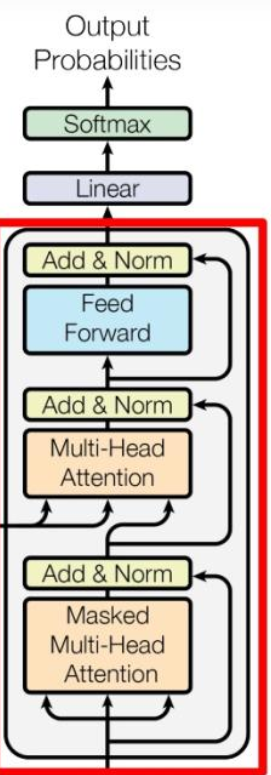 Output
Probabilities
Softmax
Linear
Add & Norm
Feed
Forward
Add & Norm
Multi-Head
Attention
Add & Norm
Masked
Multi-Head
Attention